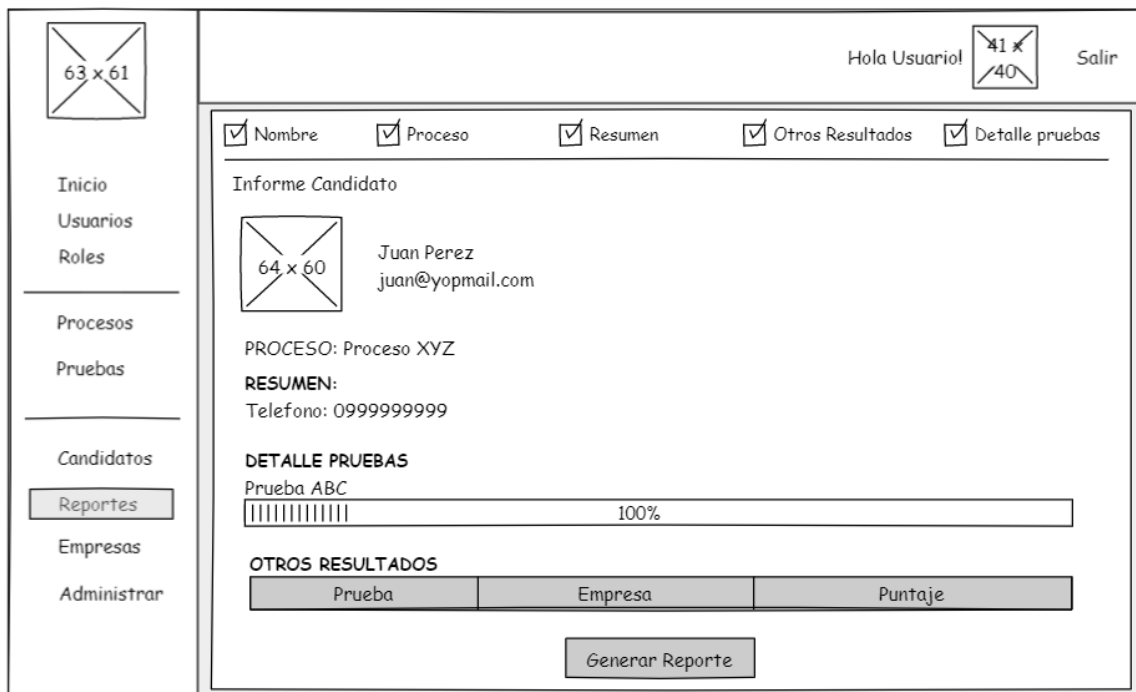 63 x 61
Hola Usuario!
41 x
40
Salir
Inicio
Usuarios
Roles
Procesos
Pruebas
Candidatos
Reportes
Empresas
Administrar
Nombre Proceso Resumen Otros Resultados Detalle pruebas
Informe Candidato
64 x 60
Juan Perez
juan@yopmail.com
PROCESO: Proceso XYZ
RESUMEN:
Telefono: 0999999999
DETALLE PRUEBAS
Prueba ABC
100%
OTROS RESULTADOS
Prueba Empresa Puntaje
Generar Reporte